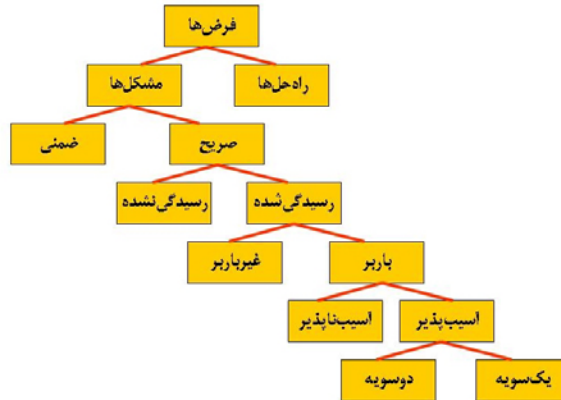 فرض‌ها
راه‌حل‌ها
مشکل‌ها
صریح
ضمنی
رسیدگی‌شده
رسیدگی‌نشده
باربر
غیرباربر
آسیب‌پذیر
آسیب‌ناپذیر
یک‌سویه
دوسویه